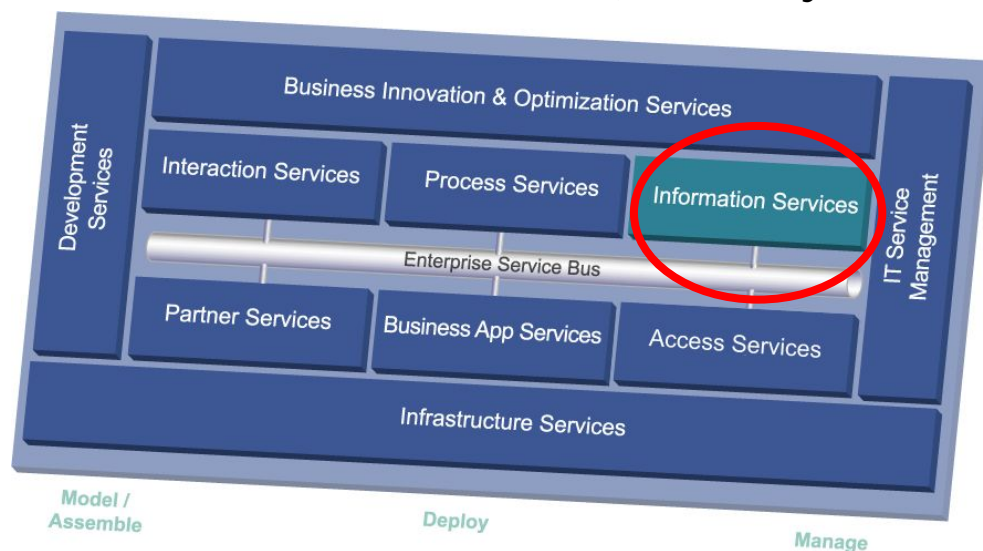 Business Innovation & Optimization Services
Development
Services
Interaction Services
Process Services
Information Services
IT Service
Management
Enterprise Service Bus
Partner Services
Business App Services
Access Services
Infrastructure Services
Model /
Assemble
Deploy
Manage